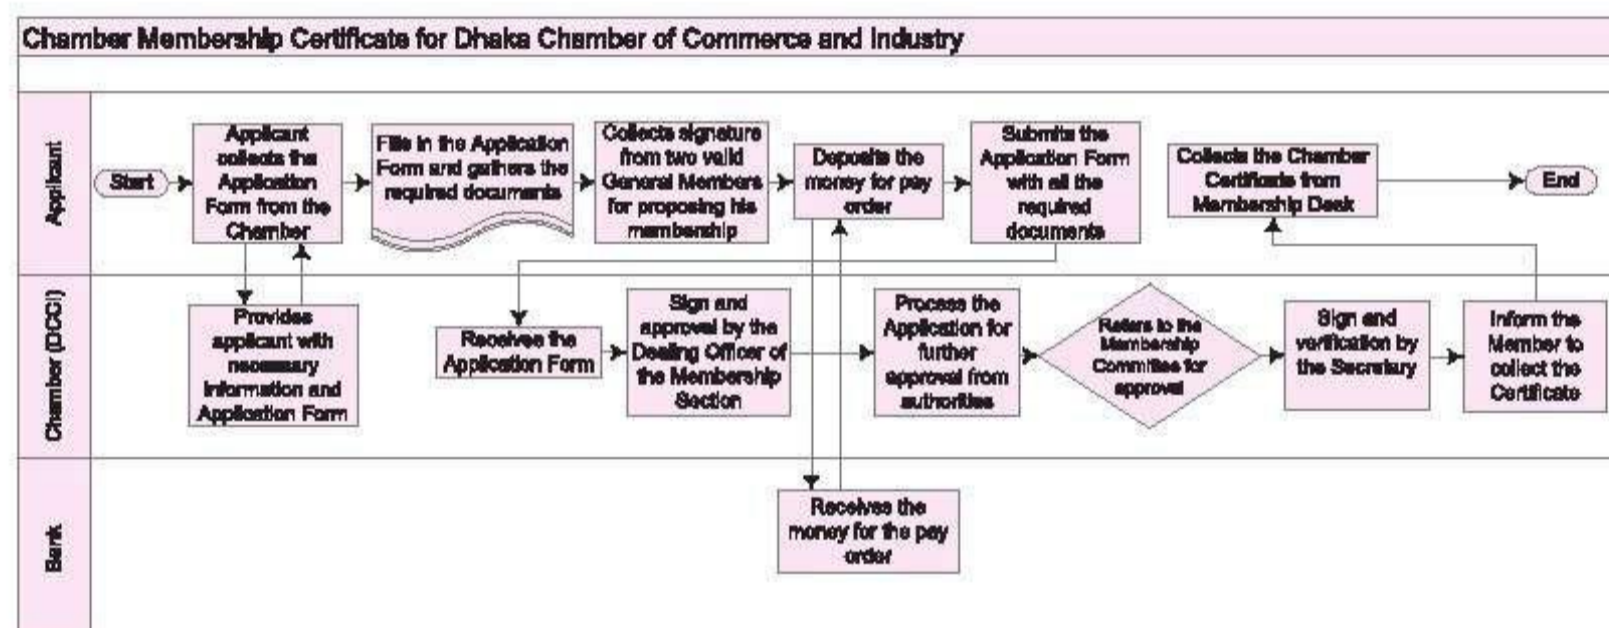 Chamber Membership Certificate for Dhaka Chamber of Commerce and Industry
Applicant
Start
Applicant
collects the
Application
Form from the
Chamber
Fills in the Application
Form and gathers the
required documents
Collects signature
from two valid
General Members
for proposing his
membership
Deposits the
money for pay
order
Submits the
Application Form
with all the
required
documents
Collects the Chamber
Certificate from
Membership Desk
End
Chamber (DCCI)
Provides
applicant with
necessary
information and
Application Form
Receives the
Application Form
Sign and
approval by the
Dealing Officer of
the Membership
Section
Process the
Application for
further
approval from
authorities
Refers to the
Membership
Committee for
approval
Sign and
verification by
the Secretary
Inform the
Member to
collect the
Certificate
Bank
Receives the
money for the pay
order